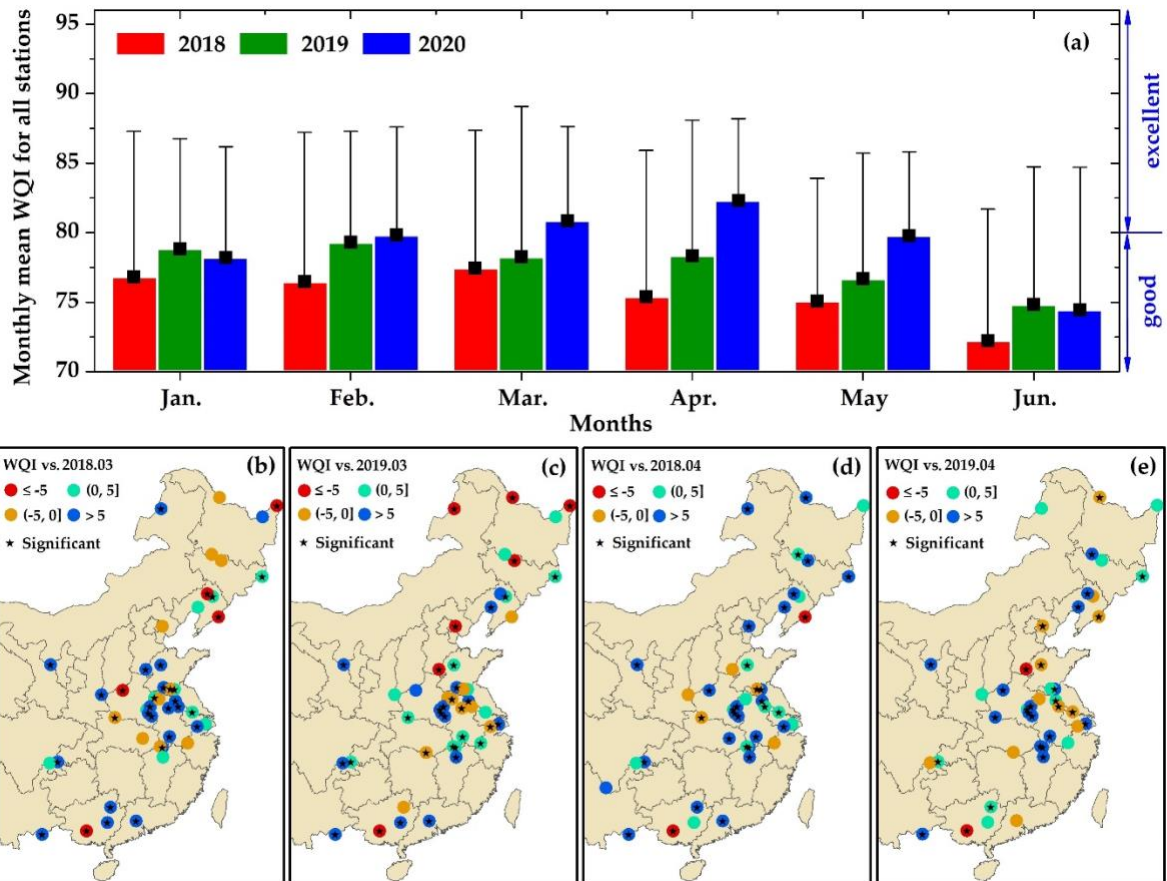 95
90
85
80
75
70
Monthly mean WQI for all stations
2018 2019 2020
(a)
excellent
good
Jan. Feb. Mar. Apr. May Jun.
Months
WQI vs. 2018.03 (b)
≤ -5 (0, 5]
(-5, 0] > 5
★ Significant
WQI vs. 2019.03 (c)
≤ -5 (0, 5]
(-5, 0] > 5
★ Significant
WQI vs. 2018.04 (d)
≤ -5 (0, 5]
(-5, 0] > 5
★ Significant
WQI vs. 2019.04 (e)
≤ -5 (0, 5]
(-5, 0] > 5
★ Significant